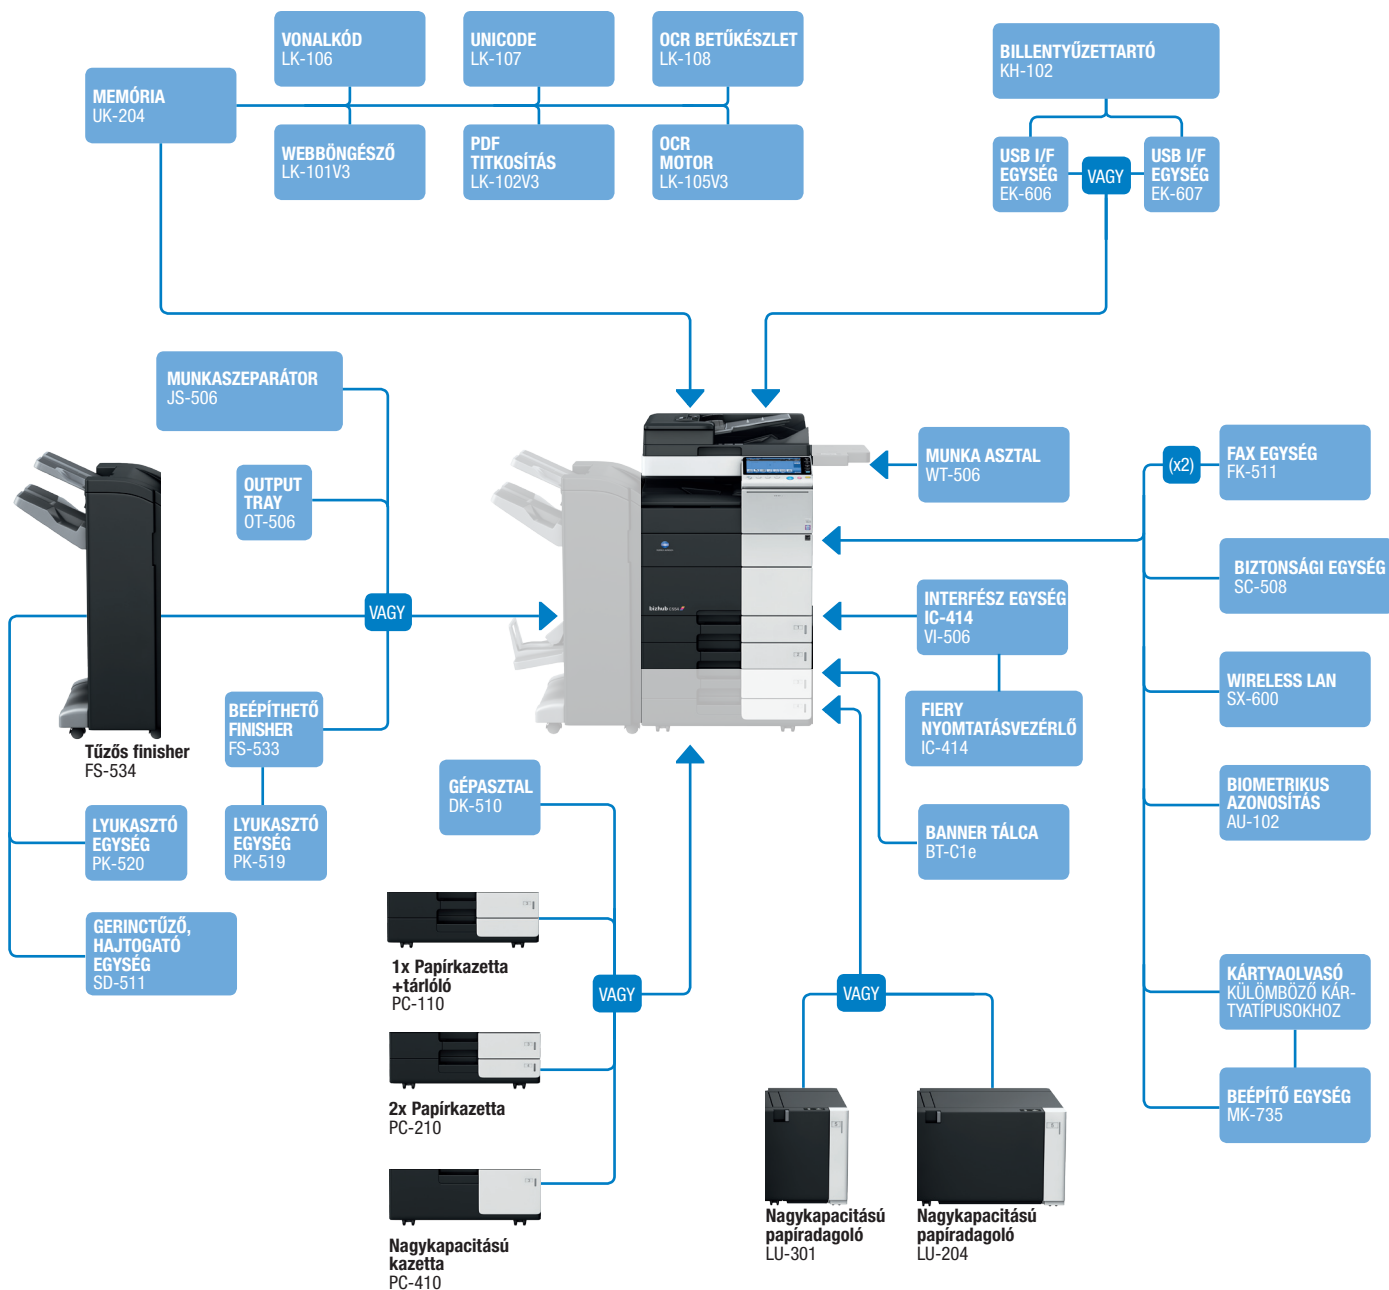 VONALKÓD
LK-106
UNICODE
LK-107
OCR BETŰKÉSZLET
LK-108
BILLENTYŰZETTARTÓ
KH-102
MEMÓRIA
UK-204
WEBBÖNGÉSZŐ
LK-101V3
PDF
TITKOSÍTÁS
LK-102V3
OCR
MOTOR
LK-105V3
USB I/F
EGYSÉG
EK-606
VAGY
USB I/F
EGYSÉG
EK-607
MUNKASZEPARÁTOR
JS-506
OUTPUT
TRAY
OT-506
VAGY
Tűzős finisher
FS-534
BEÉPÍTHETŐ
FINISHER
FS-533
LYUKASZTÓ
EGYSÉG
PK-520
LYUKASZTÓ
EGYSÉG
PK-519
GERINCTŰZŐ,
HAJTOGATÓ
EGYSÉG
SD-511
bizhub
MUNKA ASZTAL
WT-506
(x2)
FAX EGYSÉG
FK-511
BIZTONSÁGI EGYSÉG
SC-508
INTERFÉSZ EGYSÉG
IC-414
VI-506
WIRELESS LAN
SX-600
FIERY
NYOMTATÁSVEZÉRLŐ
IC-414
BIOMETRIKUS
AZONOSÍTÁS
AU-102
BANNER TÁLCA
BT-C1e
GÉPASZTAL
DK-510
1x Papírkazetta
+tárlóló
PC-110
VAGY
2x Papírkazetta
PC-210
Nagykapacitású
kazetta
PC-410
VAGY
Nagykapacitású
papíradagoló
LU-301
Nagykapacitású
papíradagoló
LU-204
KÁRTYAOLVASÓ
KÜLÖMBÖZŐ KÁR-
TYATÍPUSOKHOZ
BEÉPÍTŐ EGYSÉG
MK-735